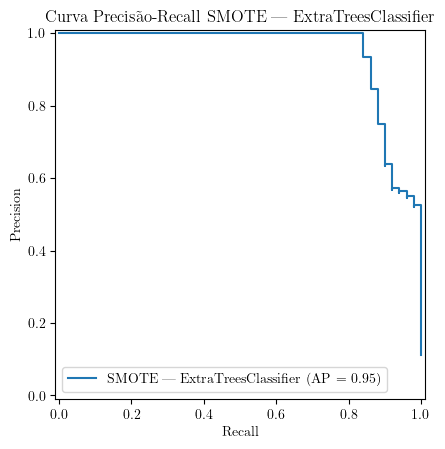 Curva Precisão-Recall SMOTE — ExtraTreesClassifier
1.0
0.8
0.6
0.4
0.2
0.0
Precision
SMOTE — ExtraTreesClassifier (AP = 0.95)
0.0 0.2 0.4 0.6 0.8 1.0
Recall